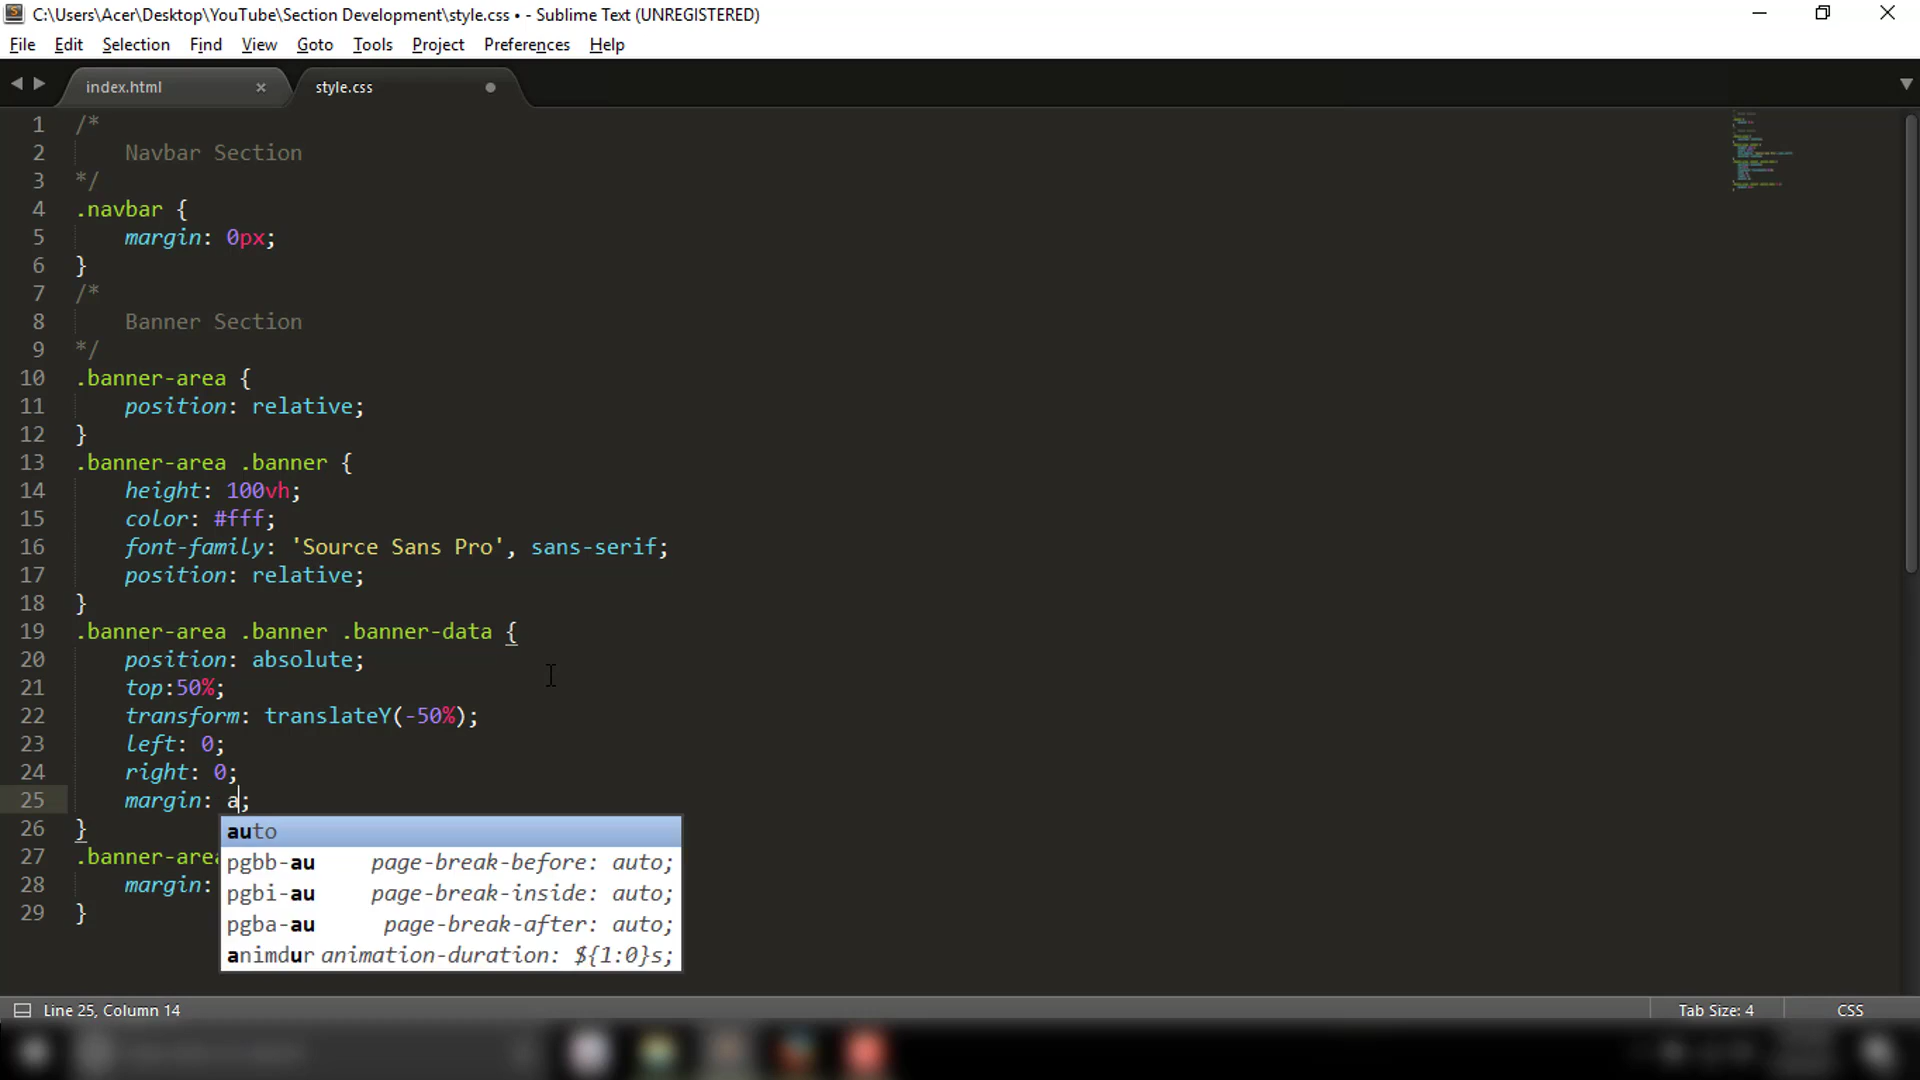 C:\Users\Acer\Desktop\YouTube\Section Development\style.css • - Sublime Text (UNREGISTERED)
File Edit Selection Find View Goto Tools Project Preferences Help
index.html × style.css
1 /*
2 Navbar Section
3 */
4 .navbar {
5 margin: 0px;
6 }
7 /*
8 Banner Section
9 */
10 .banner-area {
11 position: relative;
12 }
13 .banner-area .banner {
14 height: 100vh;
15 color: #fff;
16 font-family: 'Source Sans Pro', sans-serif;
17 position: relative;
18 }
19 .banner-area .banner .banner-data {
20 position: absolute;
21 top:50%;
22 transform: translateY(-50%);
23 left: 0;
24 right: 0;
25 margin: a;
26 }
auto
27 .banner-area
pgbb-au page-break-before: auto;
28 margin:
pgbi-au page-break-inside: auto;
29 }
pgba-au page-break-after: auto;
animdur animation-duration: ${1:0}s;
Line 25, Column 14 Tab Size: 4 CSS